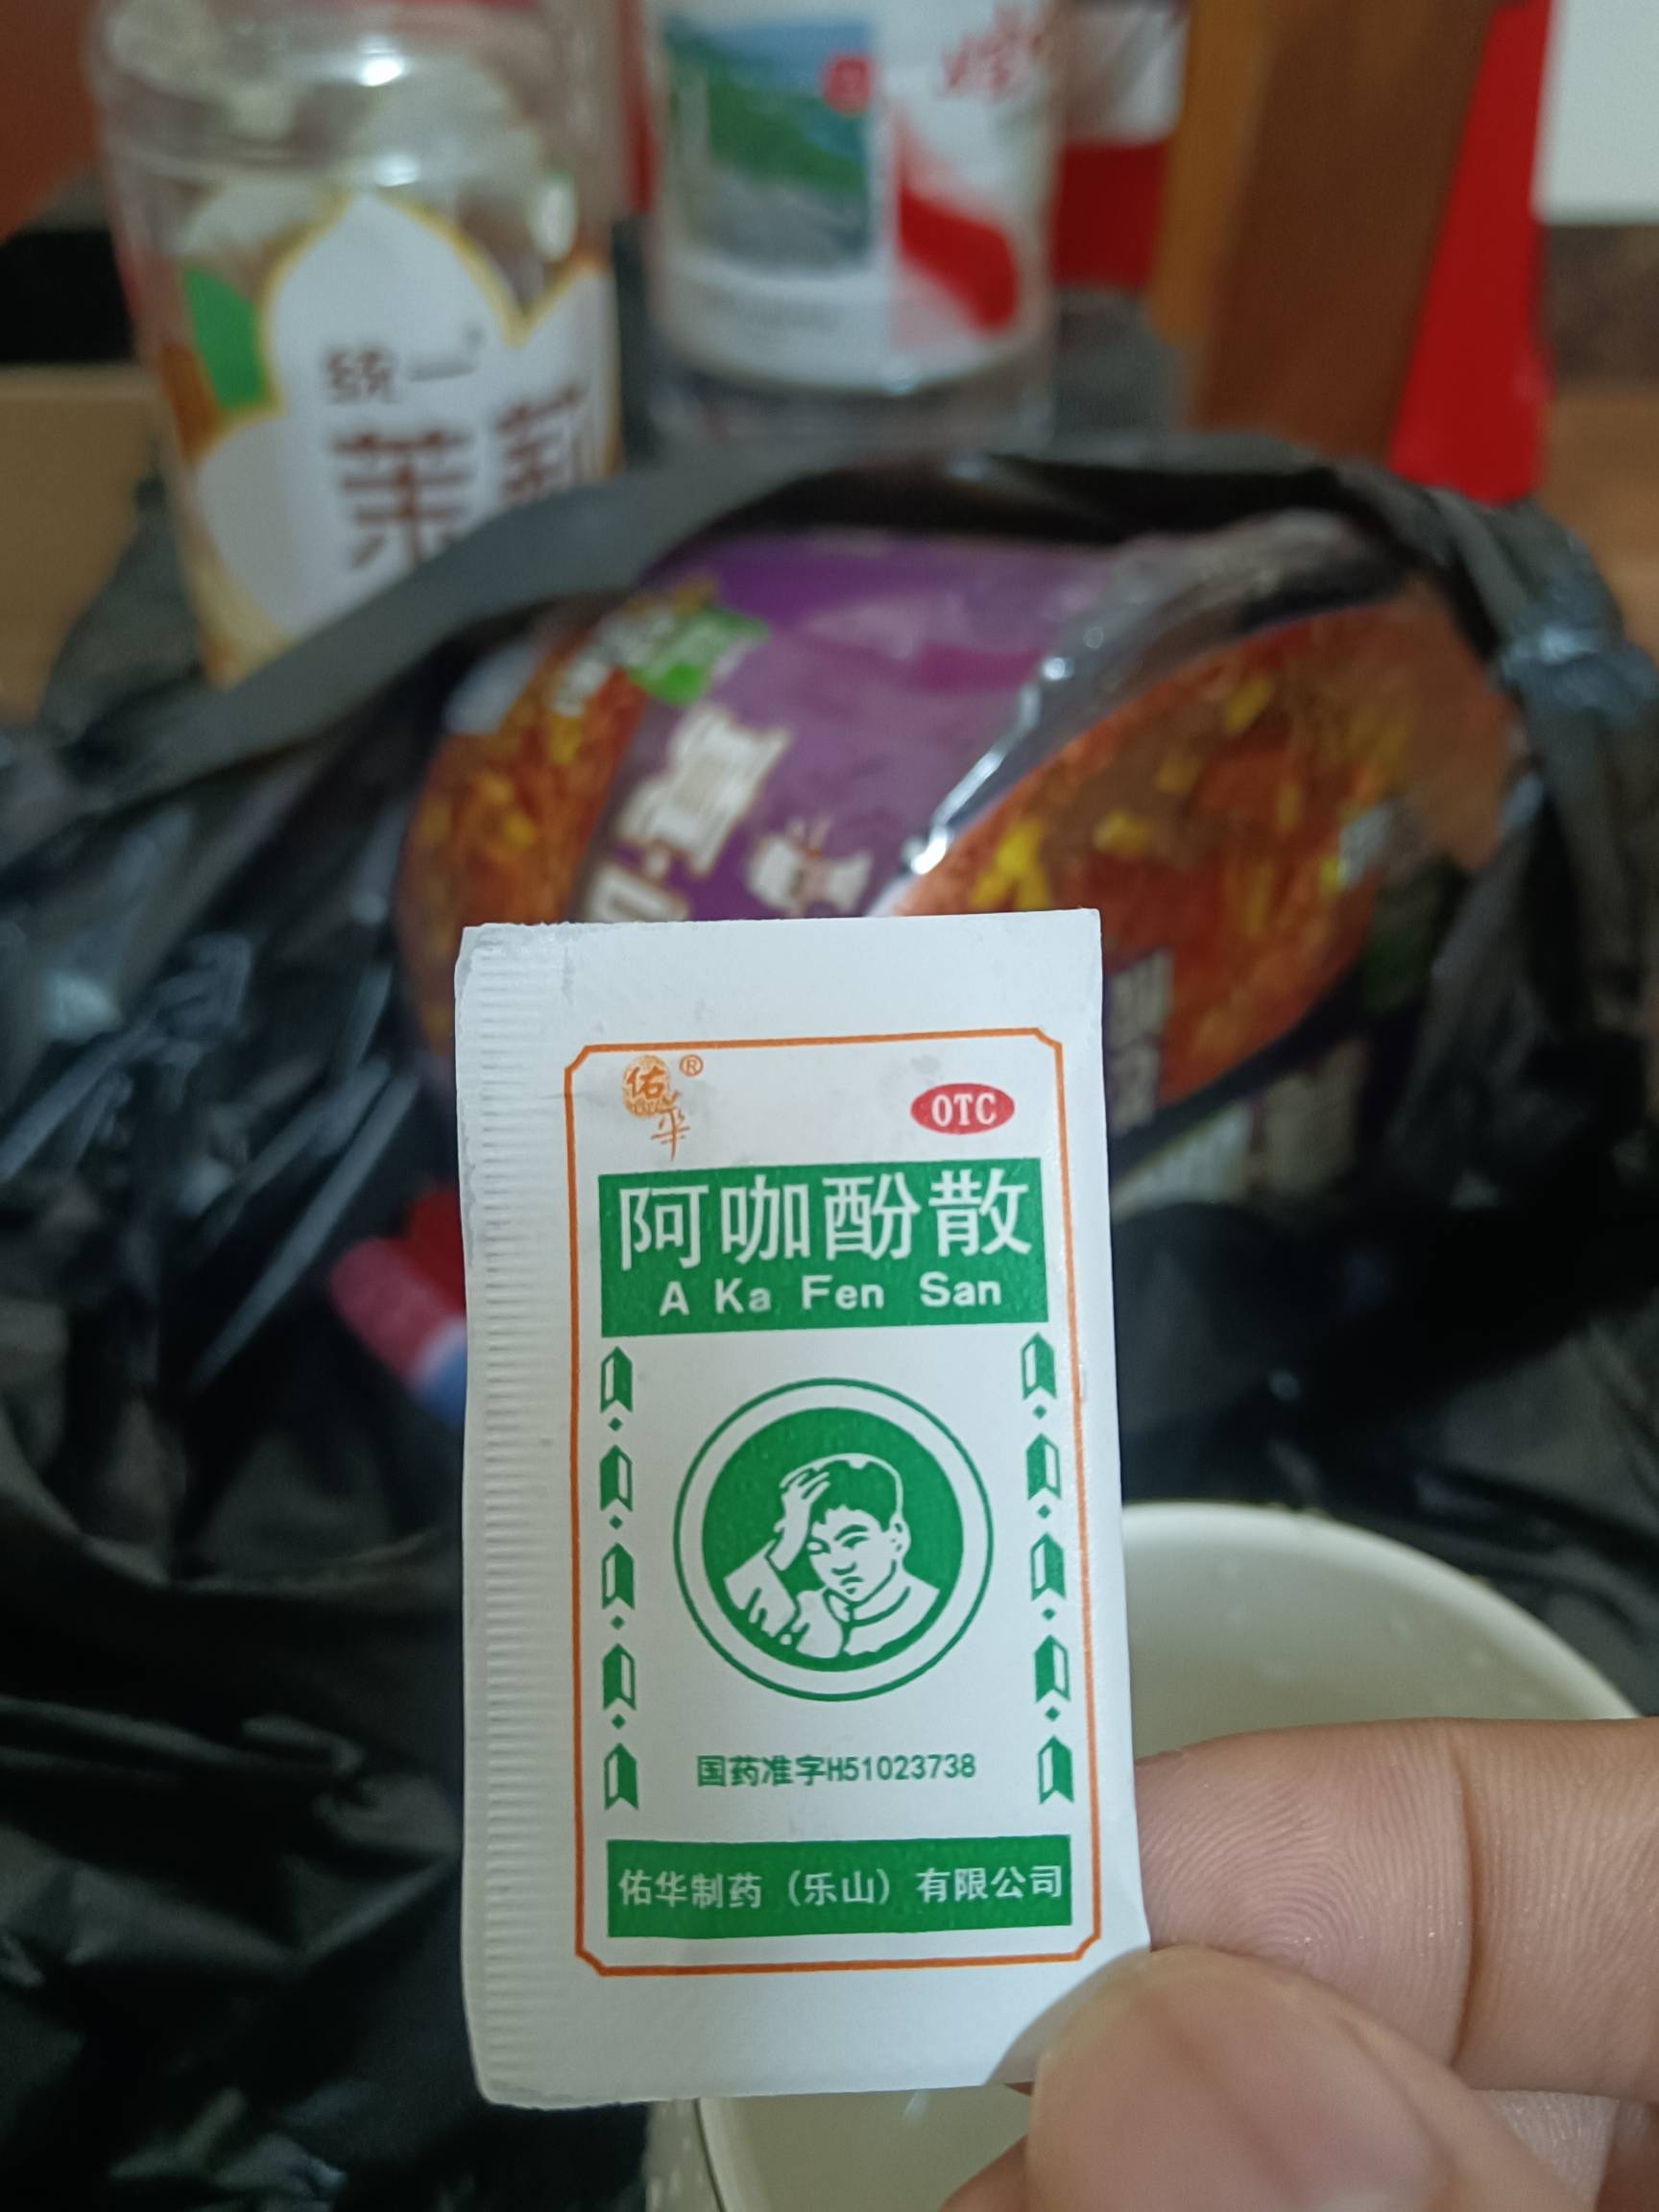 统一
茉莉
佑华®
OTC
阿咖酚散
A Ka Fen San
国药准字H51023738
佑华制药（乐山）有限公司